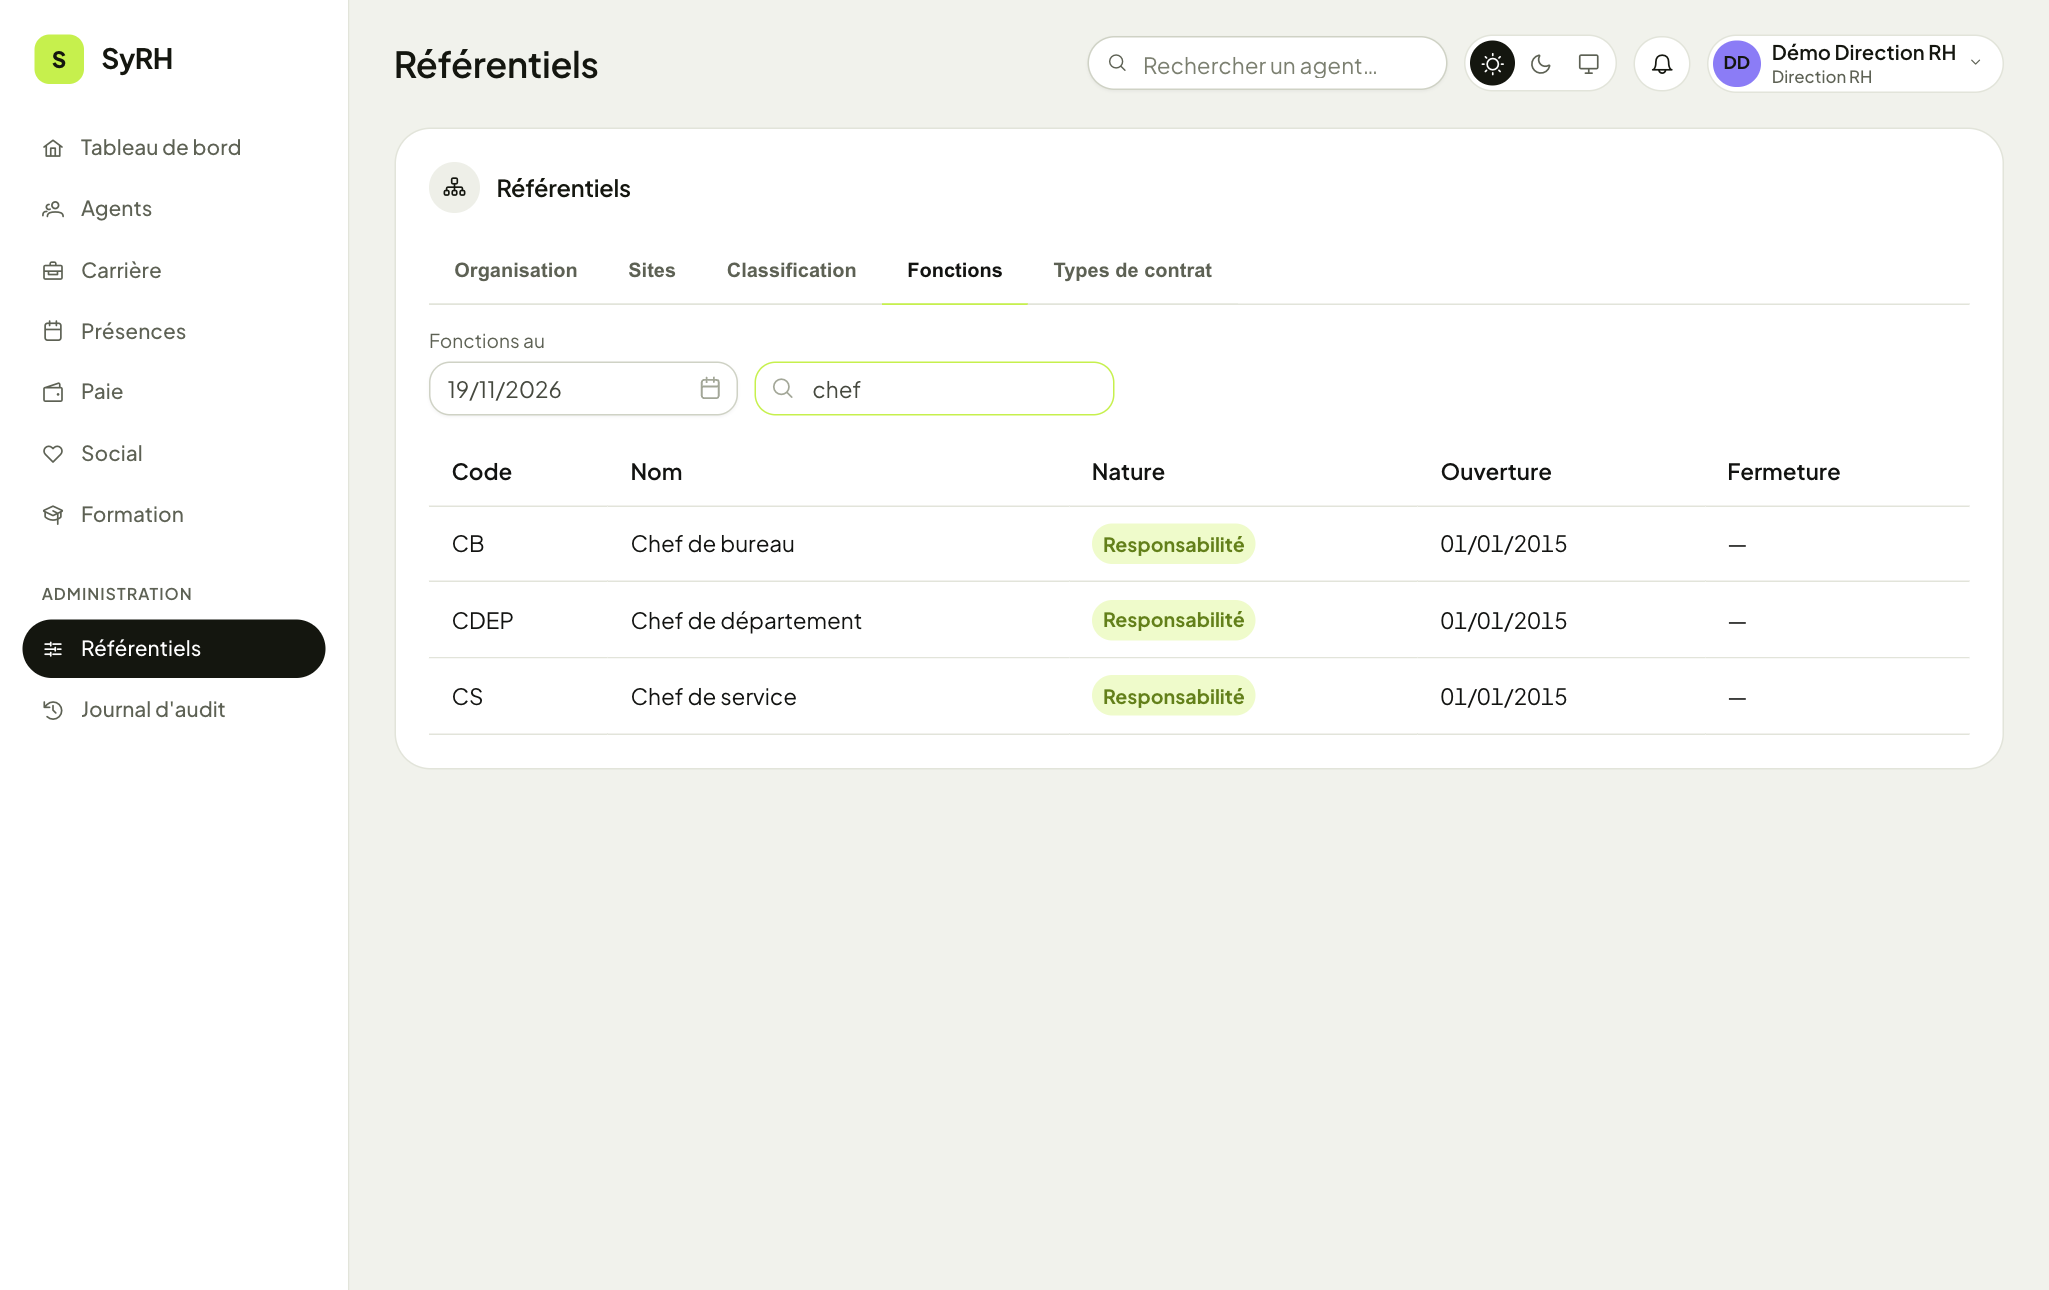 S SyRH
Tableau de bord
Agents
Carrière
Présences
Paie
Social
Formation
ADMINISTRATION
Référentiels
Journal d'audit
Référentiels
Rechercher un agent...
DD
Démo Direction RH
Direction RH
Référentiels
Organisation Sites Classification Fonctions Types de contrat
Fonctions au
19/11/2026 chef
Code Nom Nature Ouverture Fermeture
CB Chef de bureau Responsabilité 01/01/2015 —
CDEP Chef de département Responsabilité 01/01/2015 —
CS Chef de service Responsabilité 01/01/2015 —